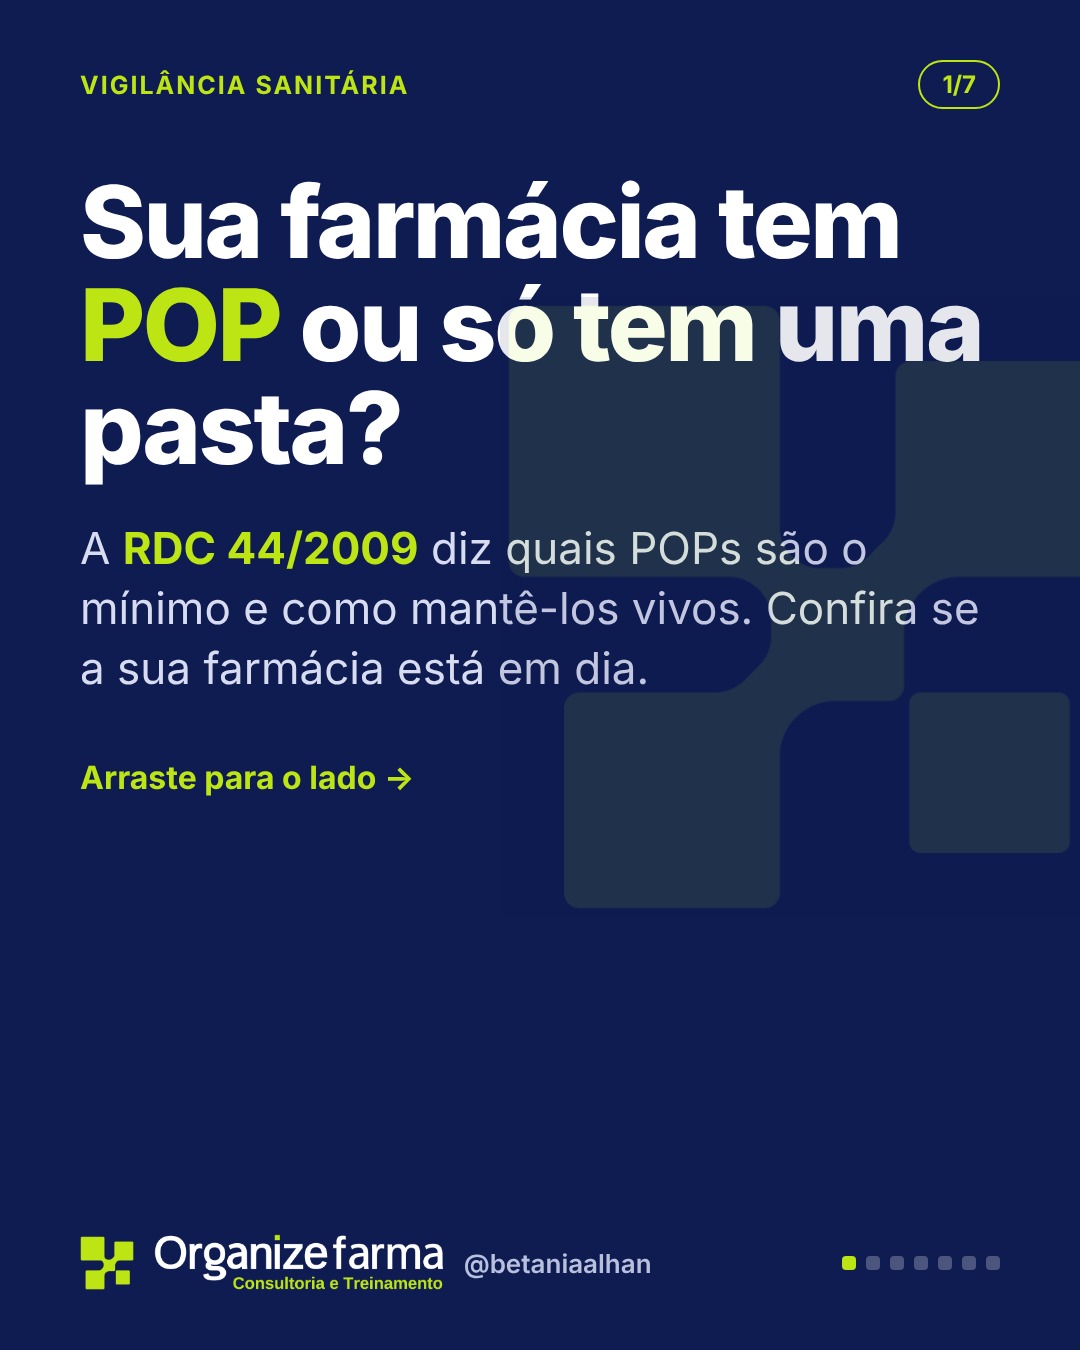 VIGILÂNCIA SANITÁRIA
1/7
Sua farmácia tem
POP ou só tem uma
pasta?
A RDC 44/2009 diz quais POPs são o
mínimo e como mantê-los vivos. Confira se
a sua farmácia está em dia.
Arraste para o lado →
Organizefarma
Consultoria e Treinamento
@betaniaalhan